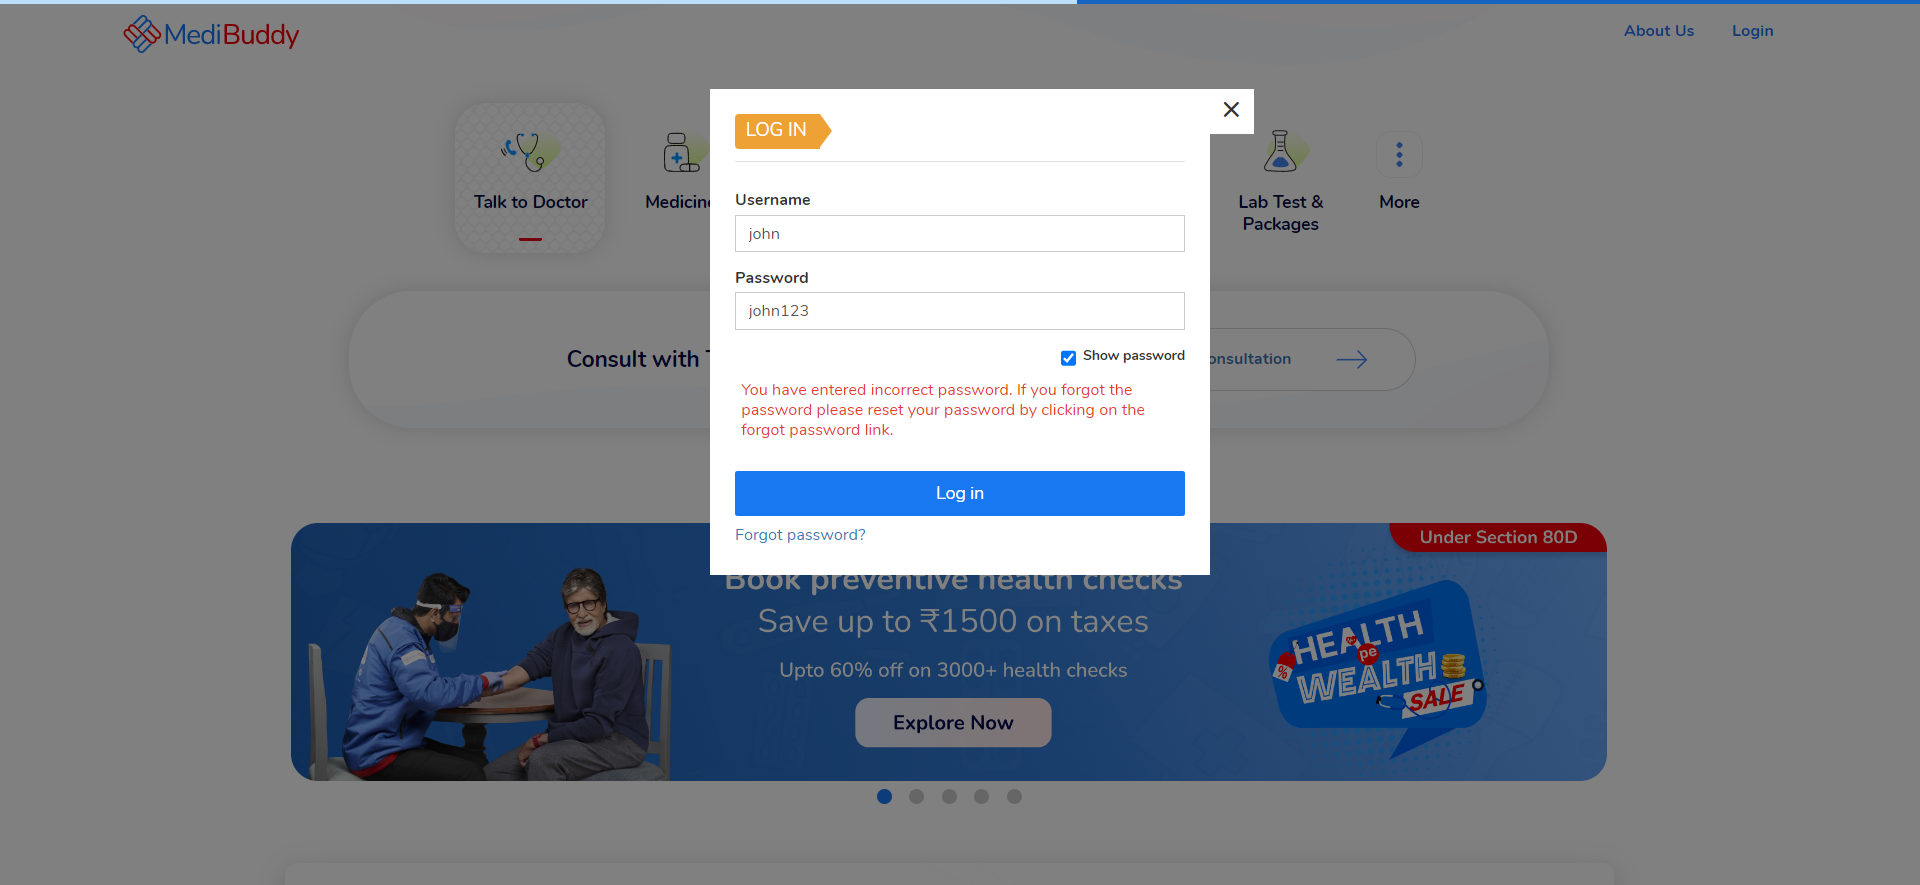 MediBuddy
About Us
Login
LOG IN
Talk to Doctor
Medicine
Lab Test &
Packages
More
Username
john
Password
john123
Show password
Consult with
You have entered incorrect password. If you forgot the
password please reset your password by clicking on the
forgot password link.
Log in
Forgot password?
Under Section 80D
Book preventive health checks
Save up to ₹1500 on taxes
Upto 60% off on 3000+ health checks
Explore Now
HEALTH
pe
WEALTH
%
SALE